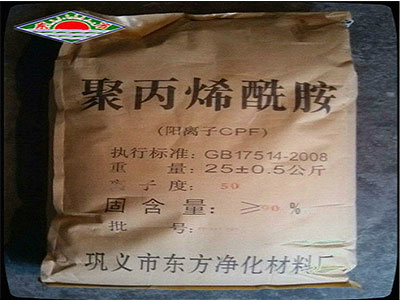 聚丙烯酰胺
(阳离子CPF)
执行标准: GB17514-2008
重 量: 25±0.5公斤
离子度: 50
固含量: ≥90%
批 号:
巩义市东方净化材料厂